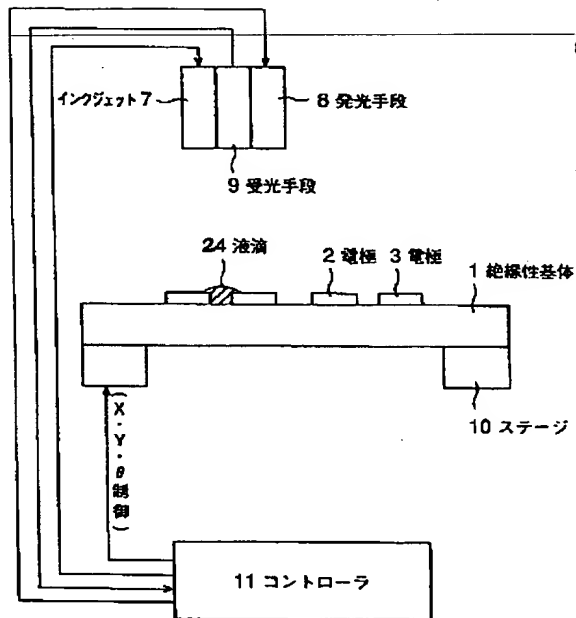 インクジェット 7
8 発光手段
9 受光手段
24 液滴
2 電極 3 電極
1 絶縁性基体
10 ステージ
(X・Y・θ制御)
11 コントローラ